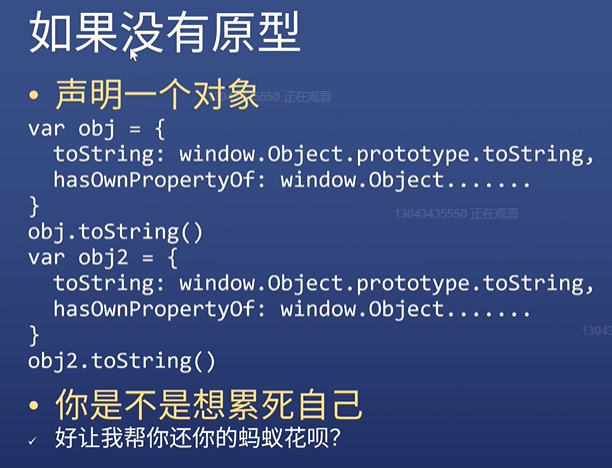 如果没有原型
• 声明一个对象
var obj = {
  toString: window.Object.prototype.toString,
  hasOwnPropertyOf: window.Object.......
}
obj.toString()
var obj2 = {
  toString: window.Object.prototype.toString,
  hasOwnPropertyOf: window.Object.......
}
obj2.toString()
• 你是不是想累死自己
✓ 好让我帮你还你的蚂蚁花呗?
5550 正在观看
13043435550 正在观看
1304